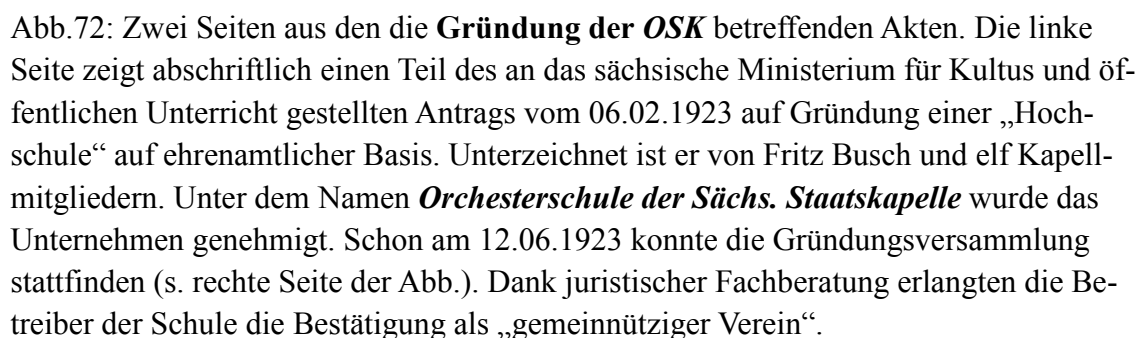 Abb.72: Zwei Seiten aus den die Gründung der OSK betreffenden Akten. Die linke
Seite zeigt abschriftlich einen Teil des an das sächsische Ministerium für Kultus und öf-
fentlichen Unterricht gestellten Antrags vom 06.02.1923 auf Gründung einer „Hoch-
schule“ auf ehrenamtlicher Basis. Unterzeichnet ist er von Fritz Busch und elf Kapell-
mitgliedern. Unter dem Namen Orchesterschule der Sächs. Staatskapelle wurde das
Unternehmen genehmigt. Schon am 12.06.1923 konnte die Gründungsversammlung
stattfinden (s. rechte Seite der Abb.). Dank juristischer Fachberatung erlangten die Be-
treiber der Schule die Bestätigung als „gemeinnütziger Verein“.